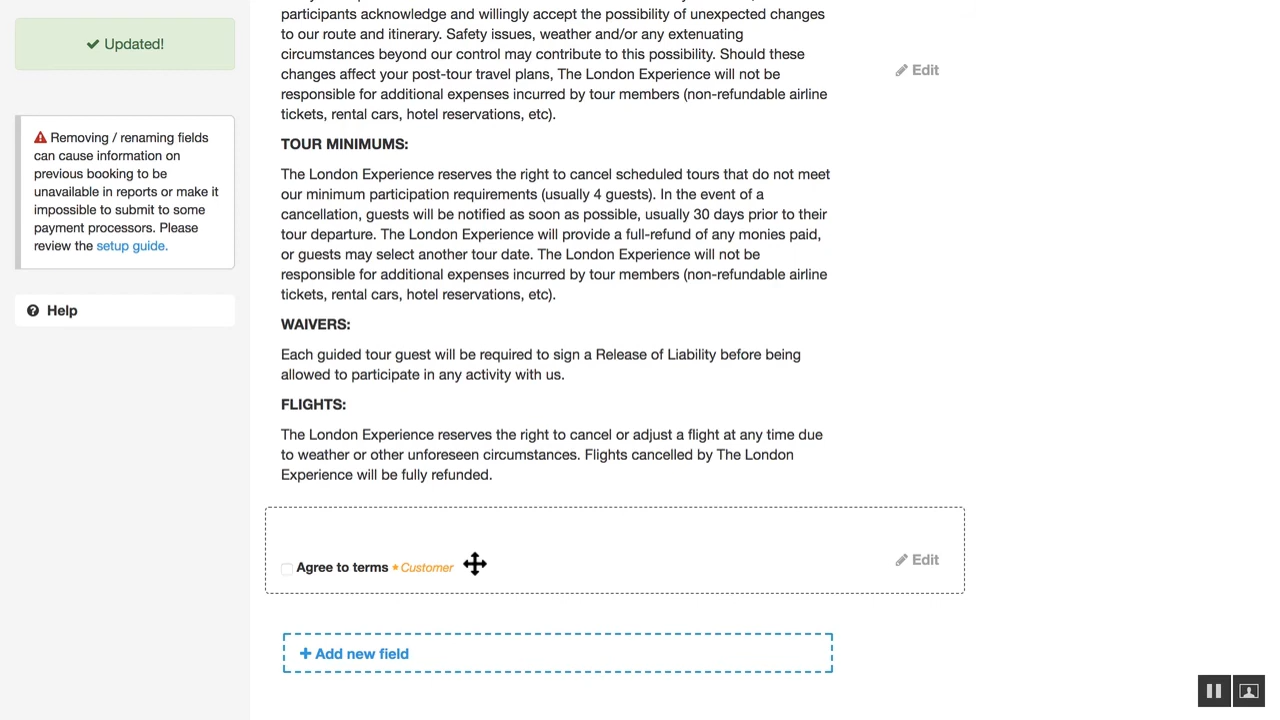 Updated!
Removing / renaming fields
can cause information on
previous booking to be
unavailable in reports or make it
impossible to submit to some
payment processors. Please
review the setup guide.
Help
participants acknowledge and willingly accept the possibility of unexpected changes
to our route and itinerary. Safety issues, weather and/or any extenuating
circumstances beyond our control may contribute to this possibility. Should these
changes affect your post-tour travel plans, The London Experience will not be
responsible for additional expenses incurred by tour members (non-refundable airline
tickets, rental cars, hotel reservations, etc).
Edit
TOUR MINIMUMS:
The London Experience reserves the right to cancel scheduled tours that do not meet
our minimum participation requirements (usually 4 guests). In the event of a
cancellation, guests will be notified as soon as possible, usually 30 days prior to their
tour departure. The London Experience will provide a full-refund of any monies paid,
or guests may select another tour date. The London Experience will not be
responsible for additional expenses incurred by tour members (non-refundable airline
tickets, rental cars, hotel reservations, etc).
WAIVERS:
Each guided tour guest will be required to sign a Release of Liability before being
allowed to participate in any activity with us.
FLIGHTS:
The London Experience reserves the right to cancel or adjust a flight at any time due
to weather or other unforeseen circumstances. Flights cancelled by The London
Experience will be fully refunded.
Agree to terms * Customer
Edit
+ Add new field